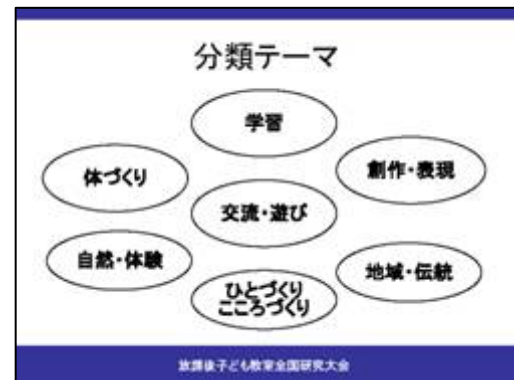 分類テーマ
学習
体づくり
創作・表現
交流・遊び
自然・体験
地域・伝統
ひとづくり
こころづくり
放課後子ども教室全国研究大会